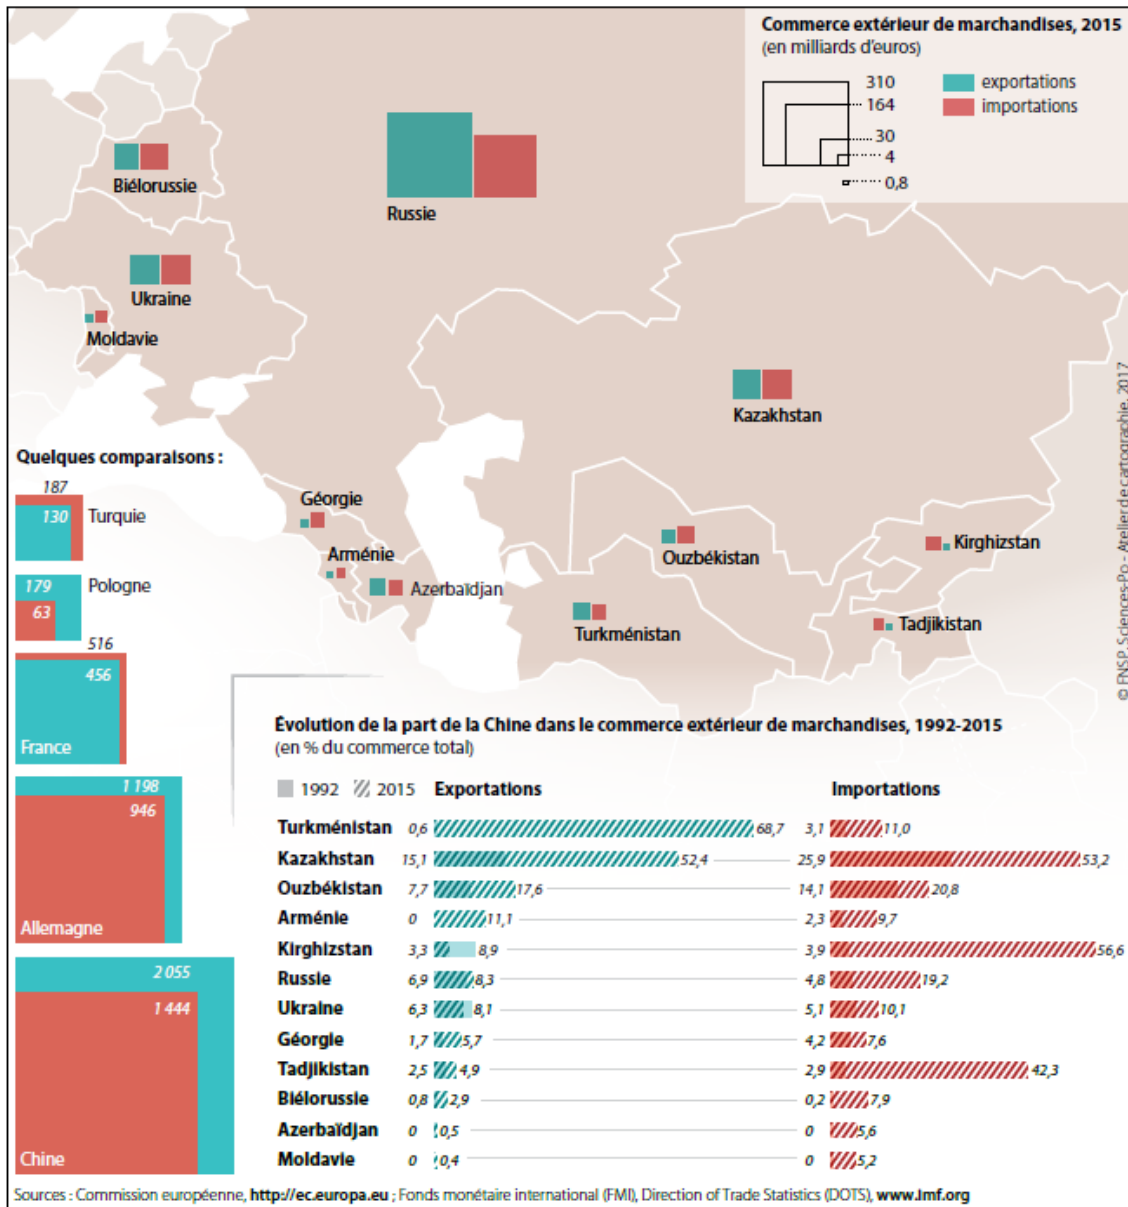 Commerce extérieur de marchandises, 2015
(en milliards d'euros)
310
164
30
4
0,8
exportations
importations
Biélorussie
Russie
Ukraine
Moldavie
Kazakhstan
Géorgie
Arménie
Azerbaïdjan
Ouzbékistan
Turkménistan
Kirghizstan
Tadjikistan
© FNSP. Sciences-Po - Atelier de cartographie, 2017
Quelques comparaisons :
187
130
Turquie
179
63
Pologne
516
456
France
1 198
946
Allemagne
2 055
1 444
Chine
Évolution de la part de la Chine dans le commerce extérieur de marchandises, 1992-2015
(en % du commerce total)
1992 2015 Exportations Importations
Turkménistan 0,6 68,7 3,1 11,0
Kazakhstan 15,1 52,4 25,9 53,2
Ouzbékistan 7,7 17,6 14,1 20,8
Arménie 0 11,1 2,3 9,7
Kirghizstan 3,3 8,9 3,9 56,6
Russie 6,9 8,3 4,8 19,2
Ukraine 6,3 8,1 5,1 10,1
Géorgie 1,7 5,7 4,2 7,6
Tadjikistan 2,5 4,9 2,9 42,3
Biélorussie 0,8 2,9 0,2 7,9
Azerbaïdjan 0 0,5 0 5,6
Moldavie 0 0,4 0 5,2
Sources : Commission européenne, http://ec.europa.eu ; Fonds monétaire international (FMI), Direction of Trade Statistics (DOTS), www.imf.org